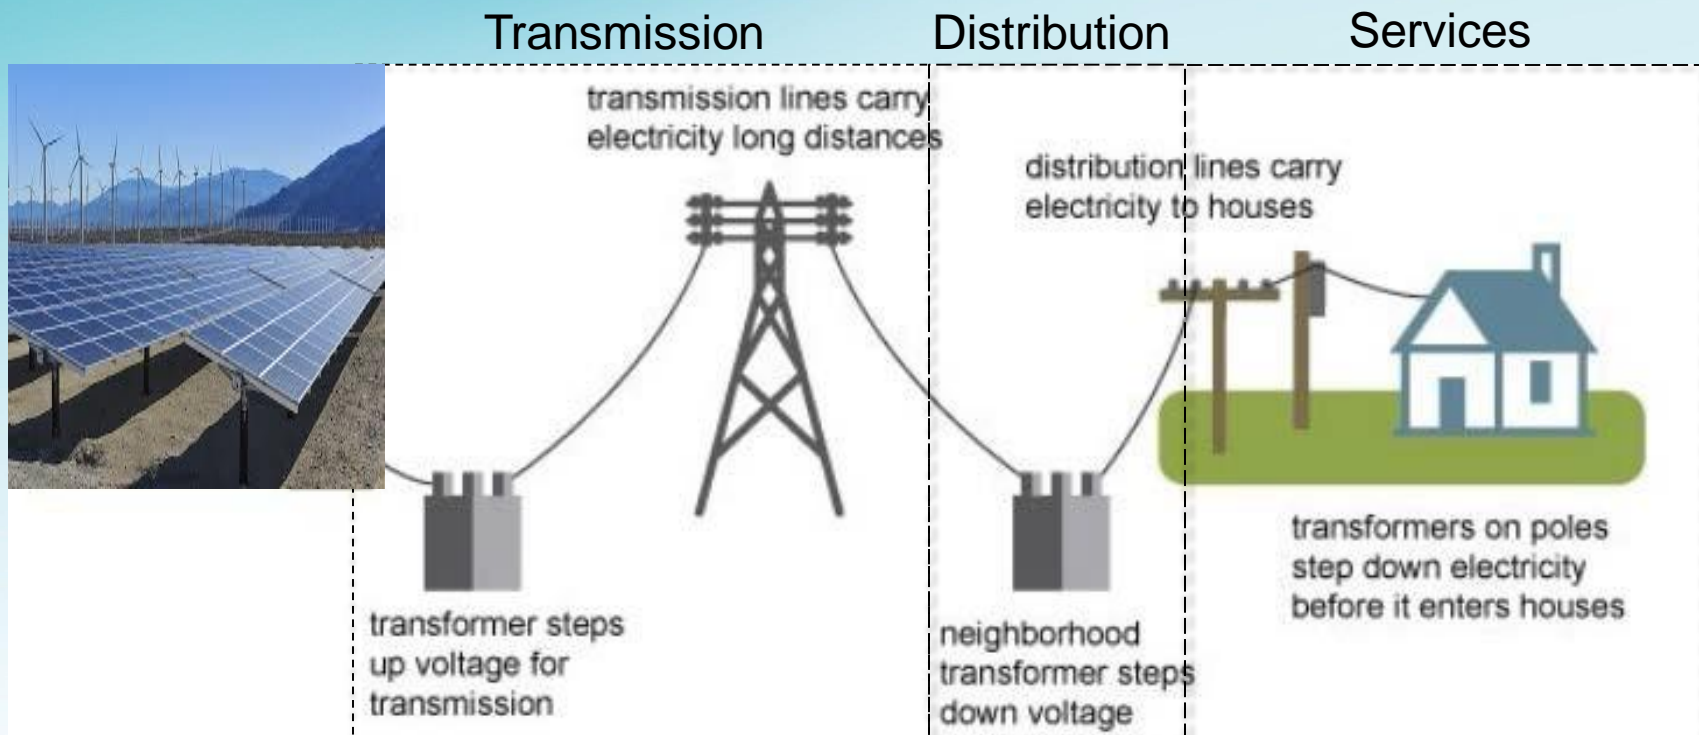 Transmission
Distribution
Services
transmission lines carry
electricity long distances
distribution lines carry
electricity to houses
transformer steps
up voltage for
transmission
neighborhood
transformer steps
down voltage
transformers on poles
step down electricity
before it enters houses